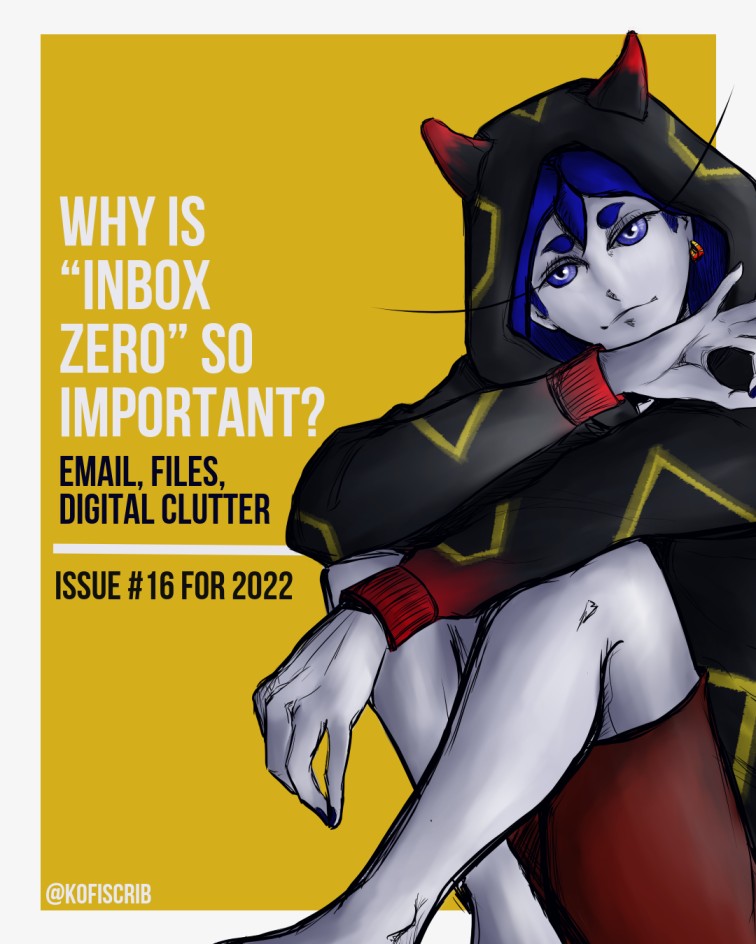 WHY IS
“INBOX
ZERO” SO
IMPORTANT?
EMAIL, FILES,
DIGITAL CLUTTER
ISSUE #16 FOR 2022
@KOFISCRIB